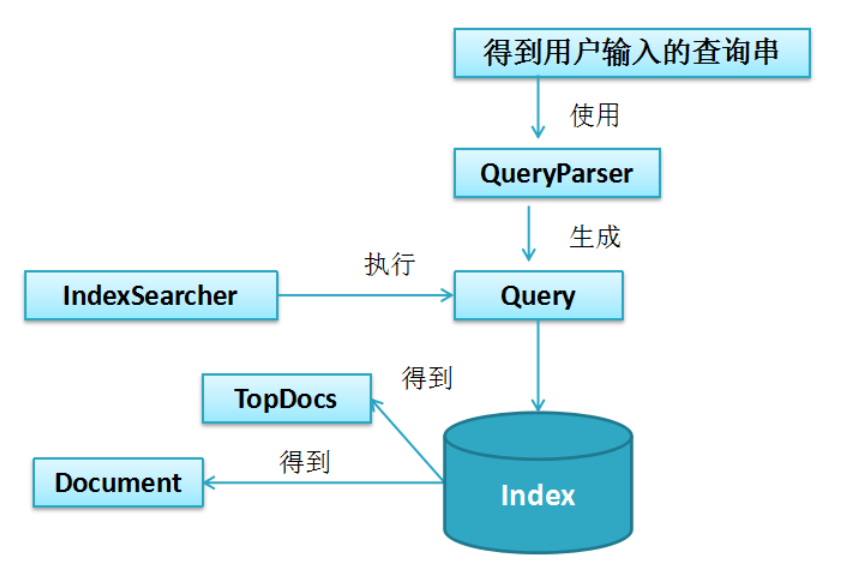 得到用户输入的查询串
使用
QueryParser
生成
执行
IndexSearcher
Query
得到
TopDocs
得到
Document
Index